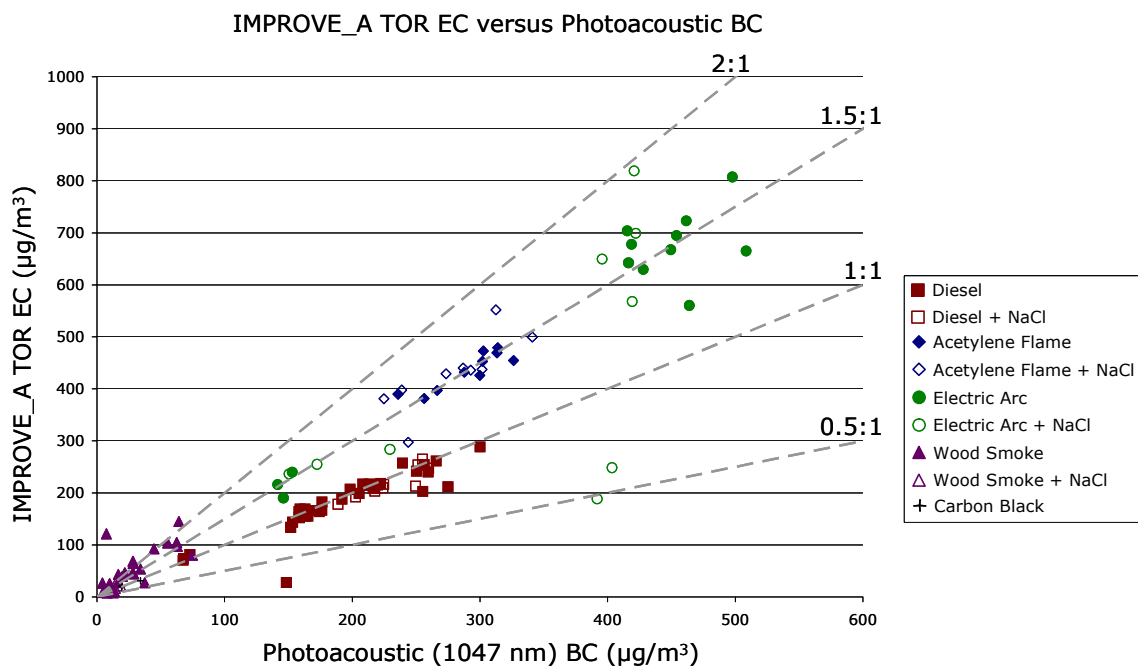 IMPROVE_A TOR EC versus Photoacoustic BC
2:1
1.5:1
1:1
0.5:1
IMPROVE_A TOR EC (µg/m³)
1000
900
800
700
600
500
400
300
200
100
0
0 100 200 300 400 500 600
Photoacoustic (1047 nm) BC (µg/m³)
Diesel
Diesel + NaCl
Acetylene Flame
Acetylene Flame + NaCl
Electric Arc
Electric Arc + NaCl
Wood Smoke
Wood Smoke + NaCl
Carbon Black